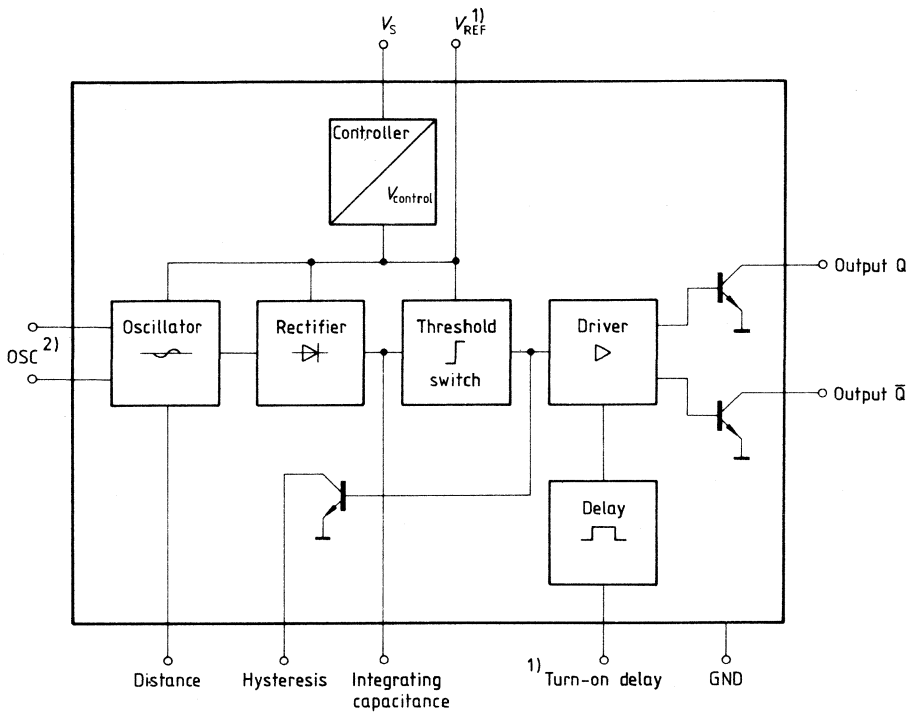 V_S
V_REF 1)
Controller
V_control
Output Q
Oscillator
Rectifier
Threshold
switch
Driver
OSC 2)
Output Q̅
Delay
Distance
Hysteresis
Integrating
capacitance
1) Turn-on delay
GND